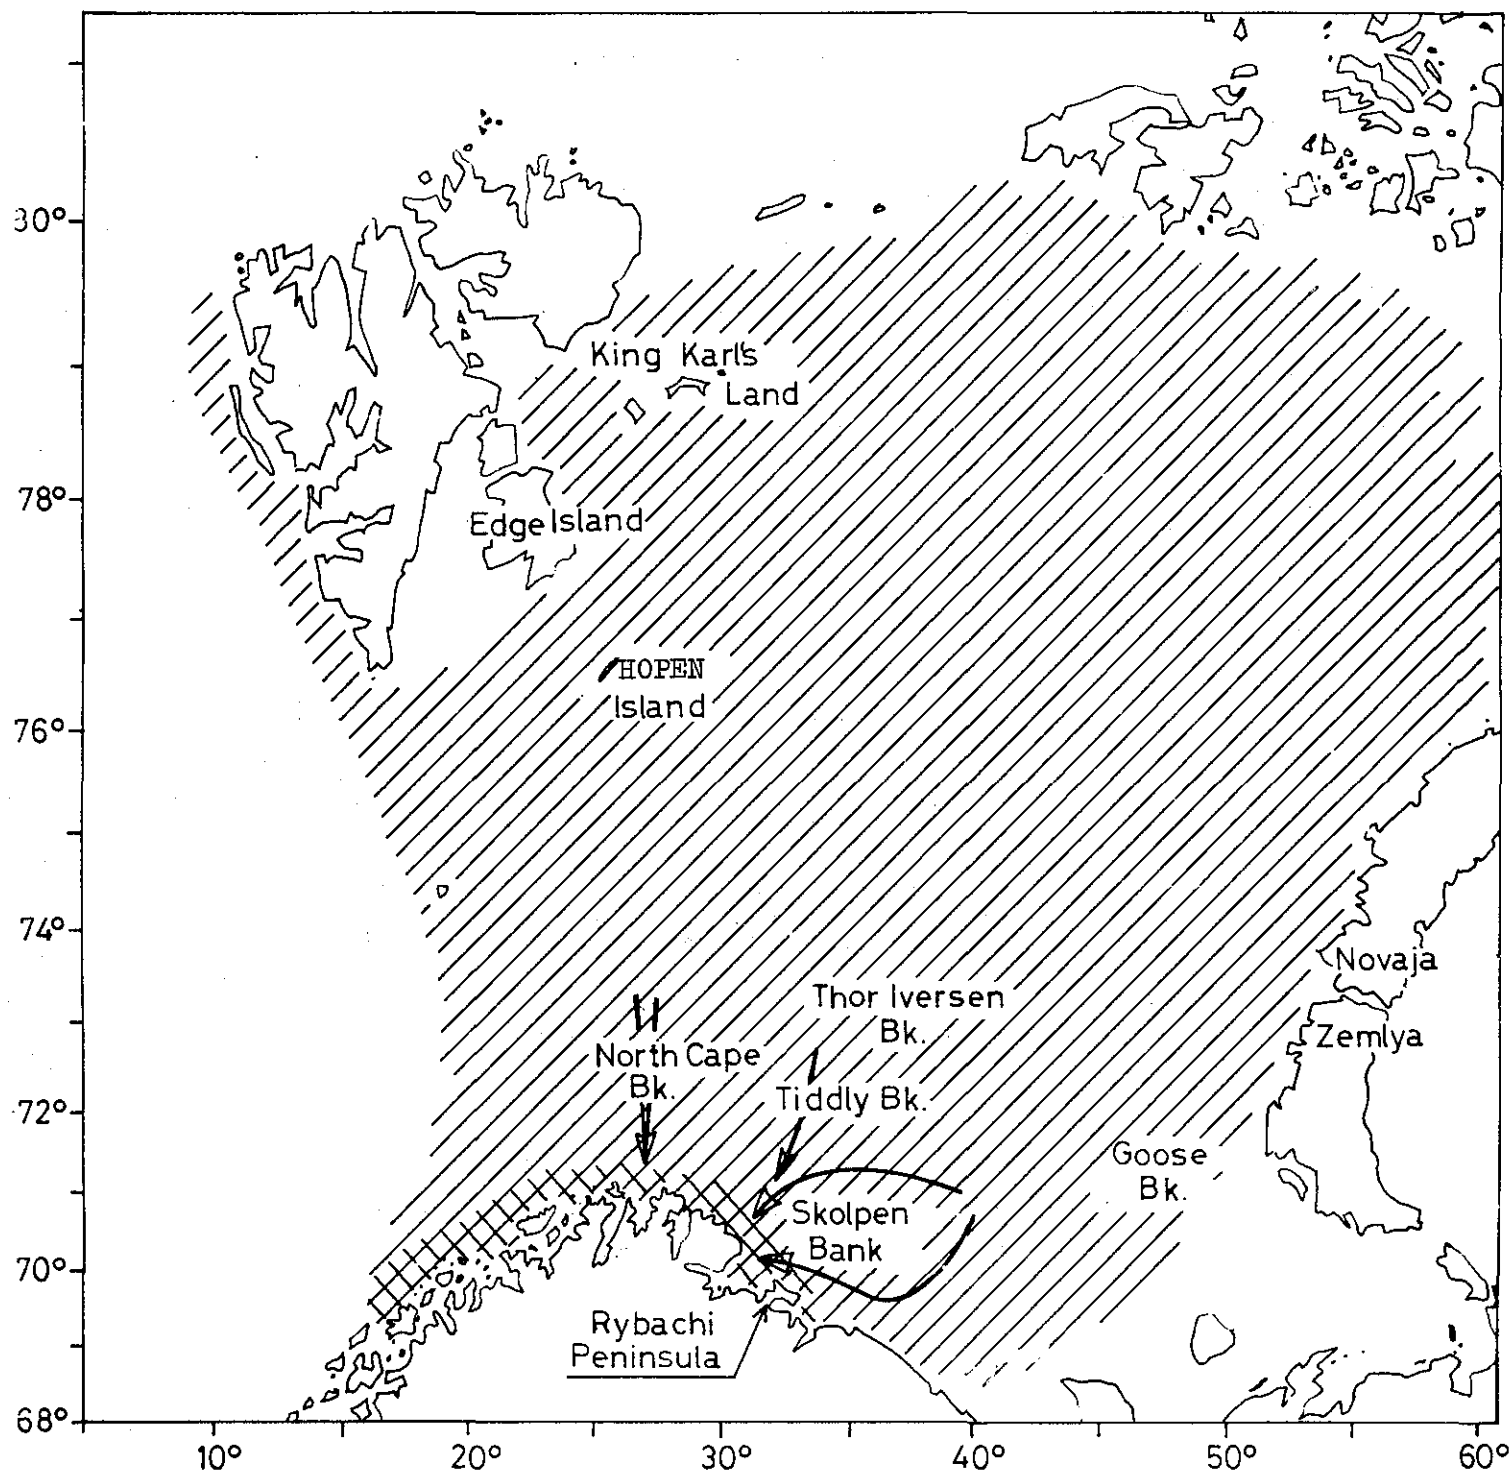 80°
78°
76°
74°
72°
70°
68°
10°
20°
30°
40°
50°
60°
King Karl's
Land
Edge Island
HOPEN
Island
Novaja
Zemlya
Thor Iversen
Bk.
North Cape
Bk.
Tiddly Bk.
Goose
Bk.
Skolpen
Bank
Rybachi
Peninsula